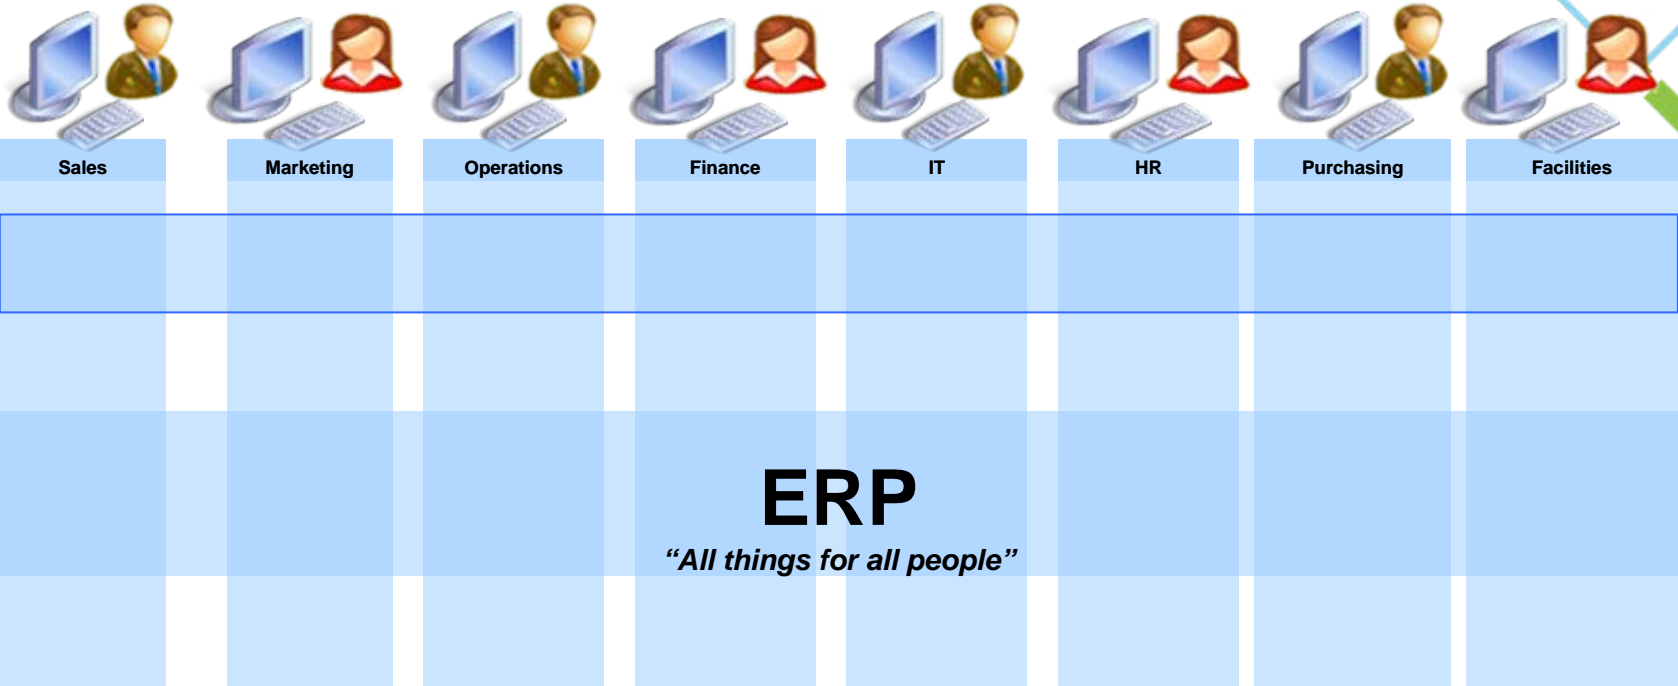 Sales Marketing Operations Finance IT HR Purchasing Facilities
ERP
“All things for all people”